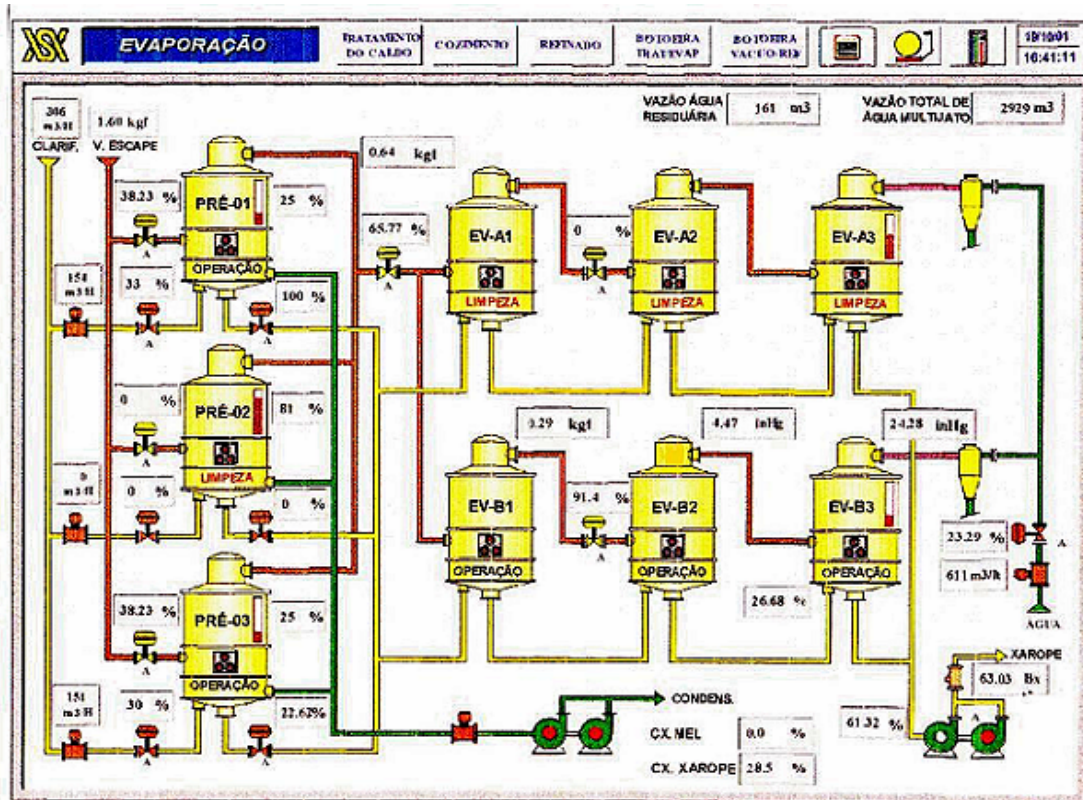 EVAPORAÇÃO
TRATAMENTO
DO CALDO
COZIMENTO
REFINADO
BOTOEIRA
TRAT/EVAP
BOTOEIRA
VACUO/REF
16:41:11
306
m3/H
CLARIF.
1.60 kgf
V. ESCAPE
VAZÃO ÁGUA
RESIDUÁRIA
161 m3
VAZÃO TOTAL DE
ÁGUA MULTIJATO
2929 m3
38.23 %
PRÉ-01
25 %
0.64 kgf
OPERAÇÃO
A
65.77 %
A
EV-A1
LIMPEZA
0 %
A
EV-A2
LIMPEZA
EV-A3
LIMPEZA
m3/H
33 %
A
100 %
A
0 %
PRÉ-02
81 %
A
LIMPEZA
0
m3/H
0 %
A
0 %
A
0.29 kgf
4.47 inHg
24.28 inHg
EV-B1
OPERAÇÃO
91.4 %
A
EV-B2
OPERAÇÃO
EV-B3
OPERAÇÃO
26.68 %
23.29 %
A
611 m3/h
ÁGUA
38.23 %
PRÉ-03
25 %
A
OPERAÇÃO
151
m3/H
30 %
A
22.62%
A
CONDENS.
CX. MEL
0.0 %
CX. XAROPE
28.5 %
61.32 %
A
XAROPE
63.03 Bx